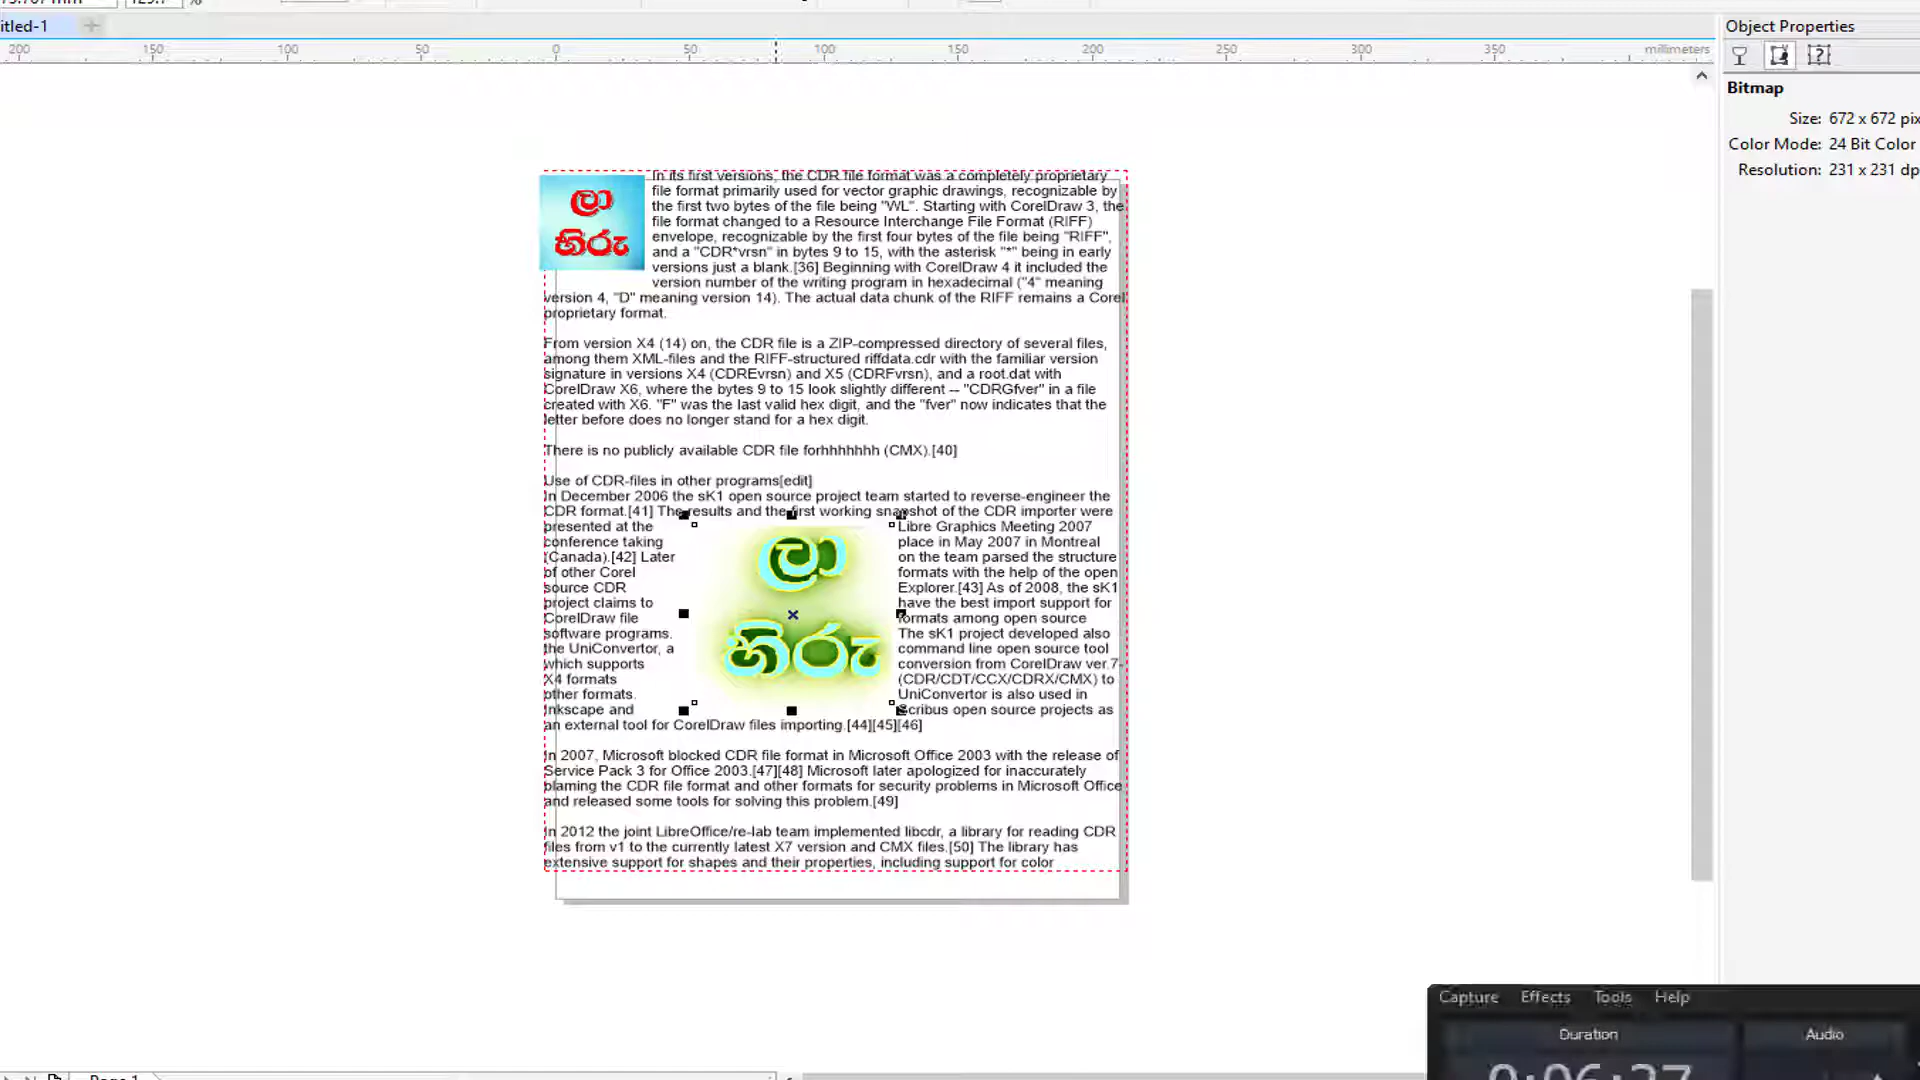 itled-1
200 150 100 50 0 50 100 150 200 250 300 350 millimeters
Object Properties
Bitmap
Size: 672 x 672 pix
Color Mode: 24 Bit Color
Resolution: 231 x 231 dp
ලා
හිරු
In its first versions, the CDR file format was a completely proprietary
file format primarily used for vector graphic drawings, recognizable by
the first two bytes of the file being "WL". Starting with CorelDraw 3, the
file format changed to a Resource Interchange File Format (RIFF)
envelope, recognizable by the first four bytes of the file being "RIFF",
and a "CDR*vrsn" in bytes 9 to 15, with the asterisk "*" being in early
versions just a blank.[36] Beginning with CorelDraw 4 it included the
version number of the writing program in hexadecimal ("4" meaning
version 4, "D" meaning version 14). The actual data chunk of the RIFF remains a Corel
proprietary format.
From version X4 (14) on, the CDR file is a ZIP-compressed directory of several files,
among them XML-files and the RIFF-structured riffdata.cdr with the familiar version
signature in versions X4 (CDREvrsn) and X5 (CDRFvrsn), and a root.dat with
CorelDraw X6, where the bytes 9 to 15 look slightly different -- "CDRGfver" in a file
created with X6. "F" was the last valid hex digit, and the "fver" now indicates that the
letter before does no longer stand for a hex digit.
There is no publicly available CDR file forhhhhhhh (CMX).[40]
Use of CDR-files in other programs[edit]
In December 2006 the sK1 open source project team started to reverse-engineer the
CDR format.[41] The results and the first working snapshot of the CDR importer were
presented at the Libre Graphics Meeting 2007
conference taking place in May 2007 in Montreal
(Canada).[42] Later on the team parsed the structure
of other Corel formats with the help of the open
source CDR Explorer.[43] As of 2008, the sK1
project claims to have the best import support for
CorelDraw file formats among open source
software programs. The sK1 project developed also
the UniConvertor, a command line open source tool
which supports conversion from CorelDraw ver.7-
X4 formats (CDR/CDT/CCX/CDRX/CMX) to
other formats. UniConvertor is also used in
Inkscape and Scribus open source projects as
ලා
හිරු
an external tool for CorelDraw files importing.[44][45][46]
In 2007, Microsoft blocked CDR file format in Microsoft Office 2003 with the release of
Service Pack 3 for Office 2003.[47][48] Microsoft later apologized for inaccurately
blaming the CDR file format and other formats for security problems in Microsoft Office
and released some tools for solving this problem.[49]
In 2012 the joint LibreOffice/re-lab team implemented libcdr, a library for reading CDR
files from v1 to the currently latest X7 version and CMX files.[50] The library has
extensive support for shapes and their properties, including support for color
Capture Effects Tools Help
Duration Audio
0:06:27
Page 1